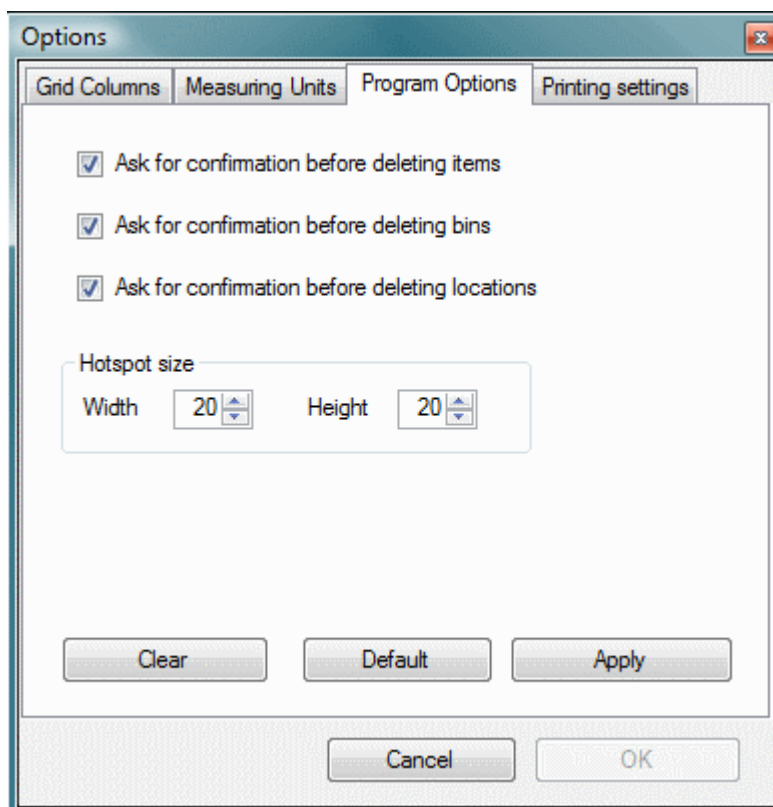 Options
Grid Columns Measuring Units Program Options Printing settings
Ask for confirmation before deleting items
Ask for confirmation before deleting bins
Ask for confirmation before deleting locations
Hotspot size
Width 20 Height 20
Clear Default Apply
Cancel OK